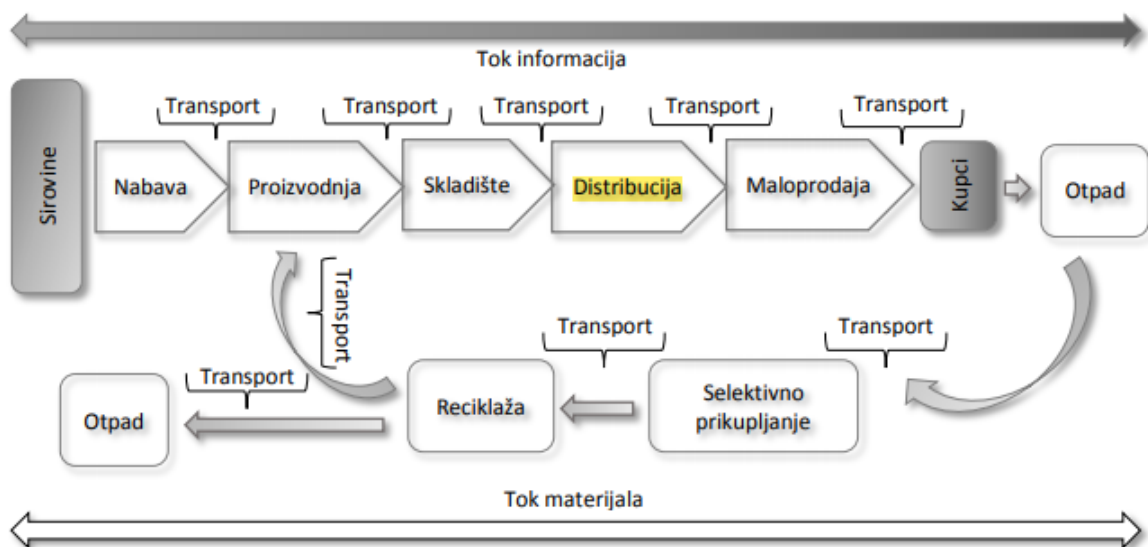 Tok informacija
Transport
Transport
Transport
Transport
Transport
Sirovine
Nabava
Proizvodnja
Skladište
Distribucija
Maloprodaja
Kupci
Otpad
Transport
Transport
Transport
Transport
Otpad
Reciklaža
Selektivno
prikupljanje
Tok materijala